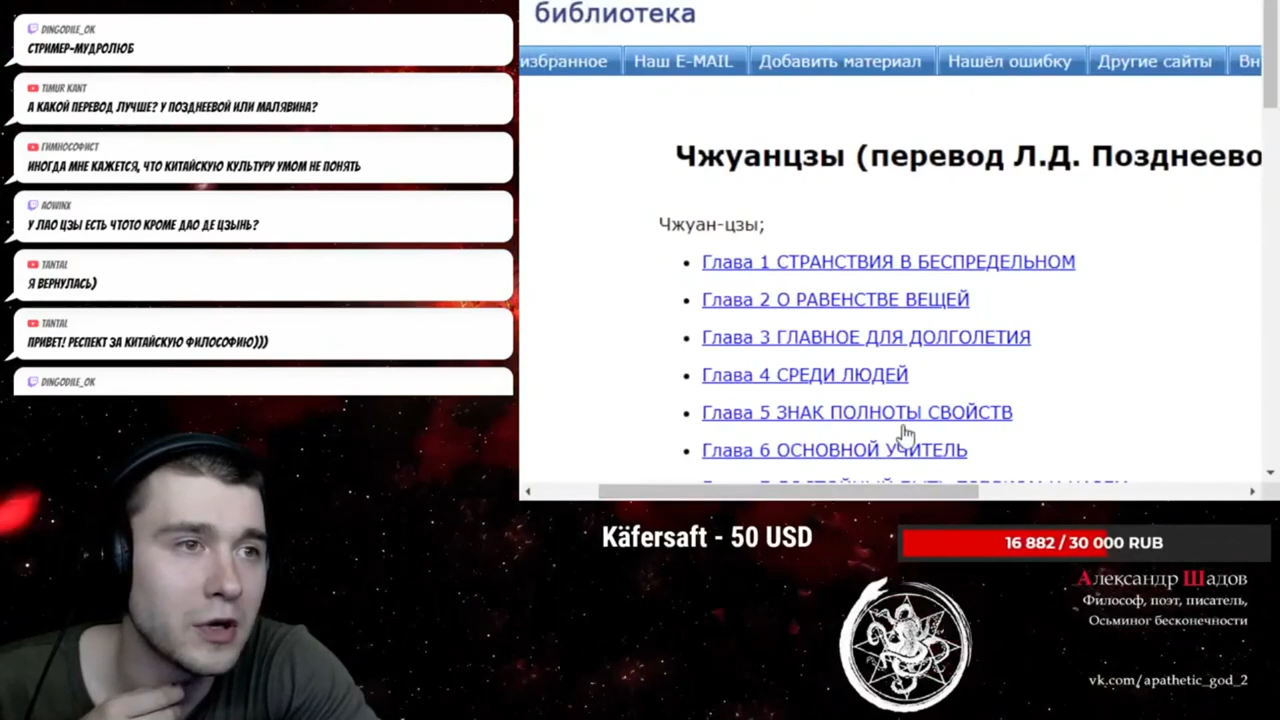 DINGODILE_OK
СТРИМЕР-МУДРОЛЮБ
TIMUR KANT
А КАКОЙ ПЕРЕВОД ЛУЧШЕ? У ПОЗДНЕЕВОЙ ИЛИ МАЛЯВИНА?
ГИМНОСОФИСТ
ИНОГДА МНЕ КАЖЕТСЯ, ЧТО КИТАЙСКУЮ КУЛЬТУРУ УМОМ НЕ ПОНЯТЬ
AOWINX
У ЛАО ЦЗЫ ЕСТЬ ЧТОТО КРОМЕ ДАО ДЕ ЦЗЫНЬ?
TANTAL
Я ВЕРНУЛАСЬ)
TANTAL
ПРИВЕТ! РЕСПЕКТ ЗА КИТАЙСКУЮ ФИЛОСОФИЮ)))
DINGODILE_OK
библиотека
избранное Наш E-MAIL Добавить материал Нашёл ошибку Другие сайты Вн
Чжуанцзы (перевод Л.Д. Позднеево
Чжуан-цзы;
Глава 1 СТРАНСТВИЯ В БЕСПРЕДЕЛЬНОМ
Глава 2 О РАВЕНСТВЕ ВЕЩЕЙ
Глава 3 ГЛАВНОЕ ДЛЯ ДОЛГОЛЕТИЯ
Глава 4 СРЕДИ ЛЮДЕЙ
Глава 5 ЗНАК ПОЛНОТЫ СВОЙСТВ
Глава 6 ОСНОВНОЙ УЧИТЕЛЬ
Käfersaft - 50 USD
16 882 / 30 000 RUB
Александр Шадов
Философ, поэт, писатель,
Осьминог бесконечности
vk.com/apathetic_god_2